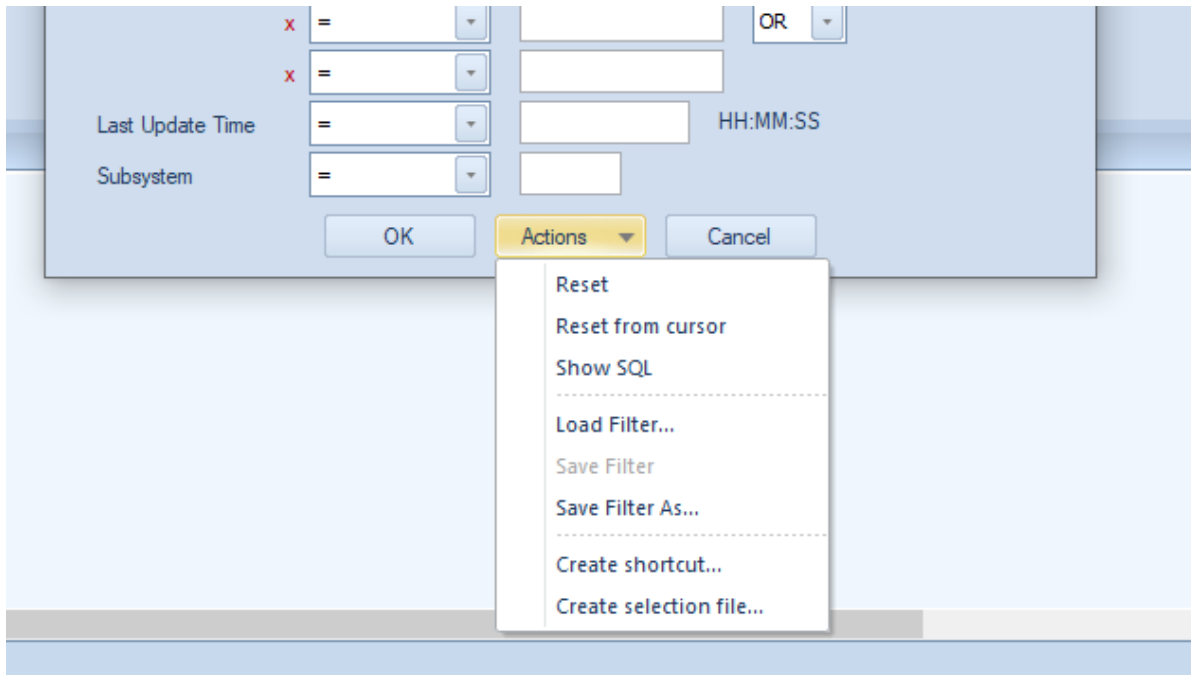 x = OR
x =
Last Update Time = HH:MM:SS
Subsystem =
OK Actions Cancel
Reset
Reset from cursor
Show SQL
Load Filter...
Save Filter
Save Filter As...
Create shortcut...
Create selection file...